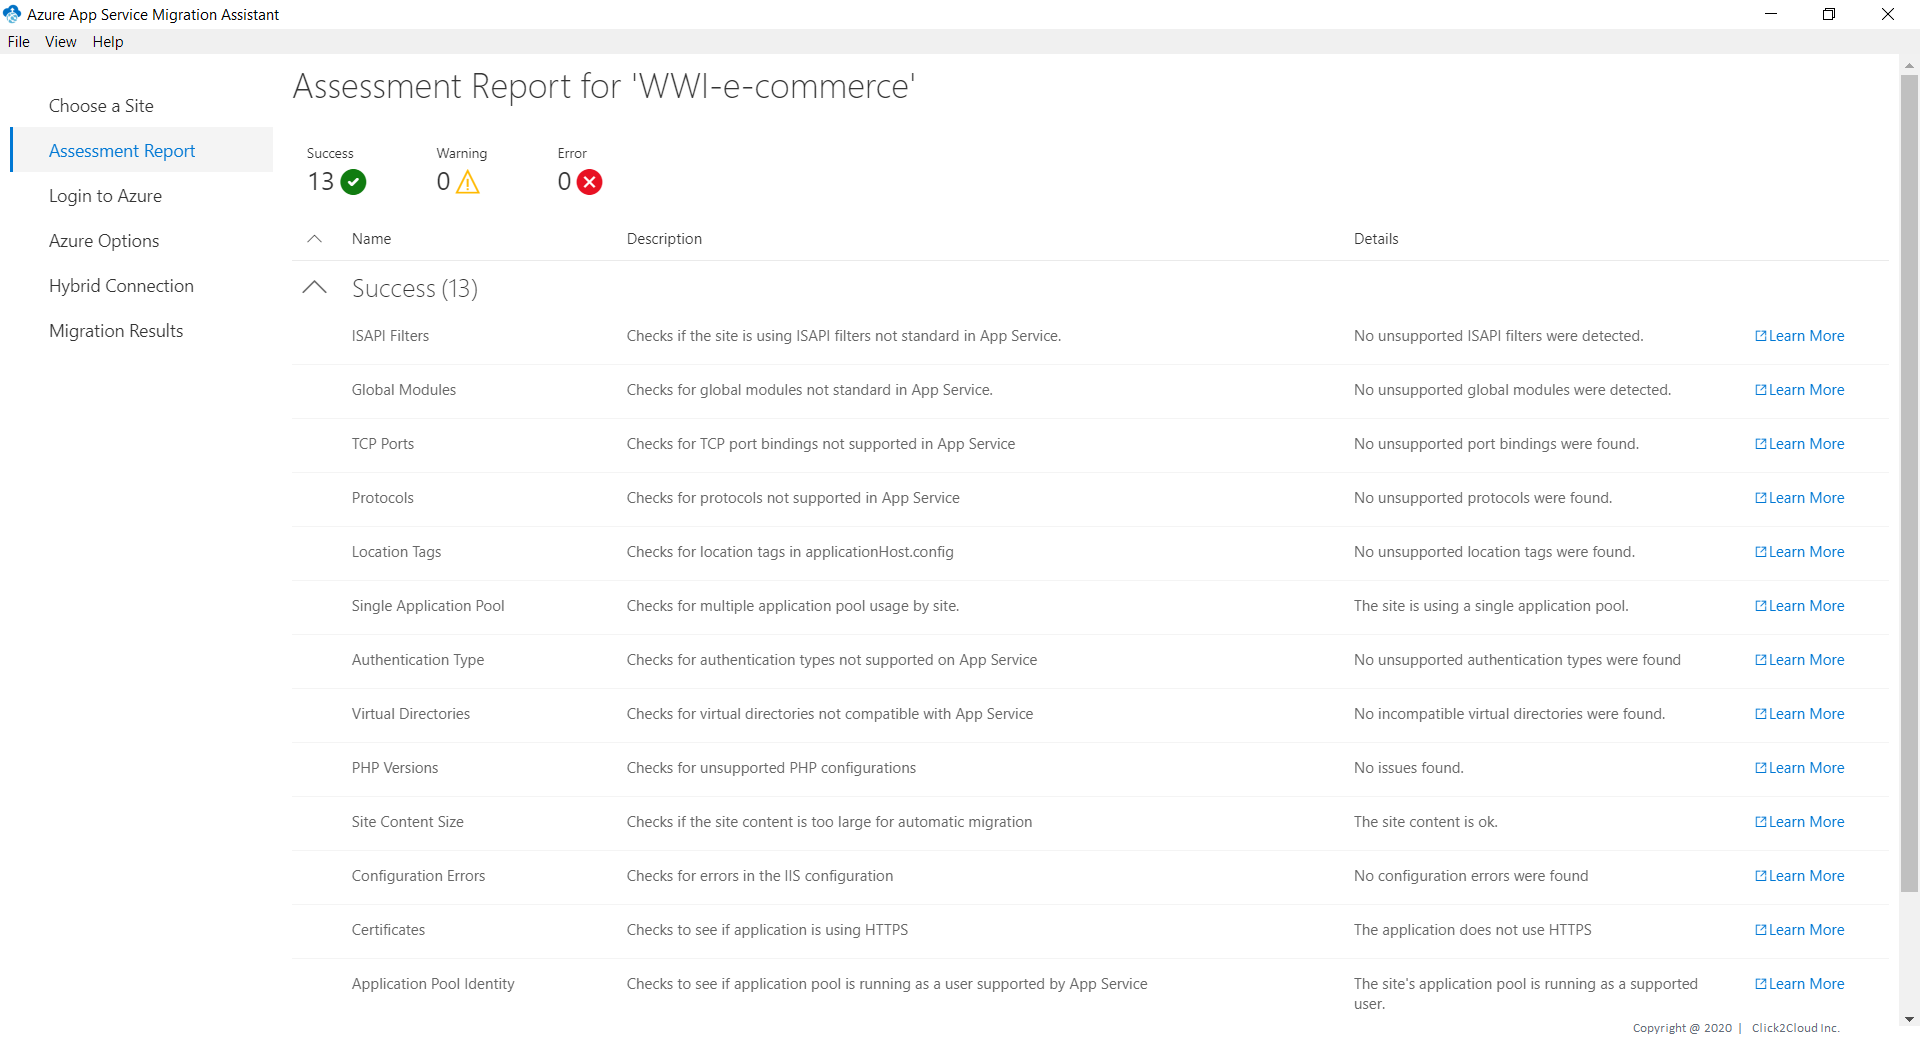 Azure App Service Migration Assistant
File View Help
Assessment Report for 'WWI-e-commerce'
Choose a Site
Assessment Report
Login to Azure
Azure Options
Hybrid Connection
Migration Results
Success Warning Error
13 0 0
Name Description Details
Success (13)
ISAPI Filters Checks if the site is using ISAPI filters not standard in App Service. No unsupported ISAPI filters were detected. Learn More
Global Modules Checks for global modules not standard in App Service. No unsupported global modules were detected. Learn More
TCP Ports Checks for TCP port bindings not supported in App Service No unsupported port bindings were found. Learn More
Protocols Checks for protocols not supported in App Service No unsupported protocols were found. Learn More
Location Tags Checks for location tags in applicationHost.config No unsupported location tags were found. Learn More
Single Application Pool Checks for multiple application pool usage by site. The site is using a single application pool. Learn More
Authentication Type Checks for authentication types not supported on App Service No unsupported authentication types were found Learn More
Virtual Directories Checks for virtual directories not compatible with App Service No incompatible virtual directories were found. Learn More
PHP Versions Checks for unsupported PHP configurations No issues found. Learn More
Site Content Size Checks if the site content is too large for automatic migration The site content is ok. Learn More
Configuration Errors Checks for errors in the IIS configuration No configuration errors were found Learn More
Certificates Checks to see if application is using HTTPS The application does not use HTTPS Learn More
Application Pool Identity Checks to see if application pool is running as a user supported by App Service The site's application pool is running as a supported Learn More
user.
Copyright @ 2020 | Click2Cloud Inc.